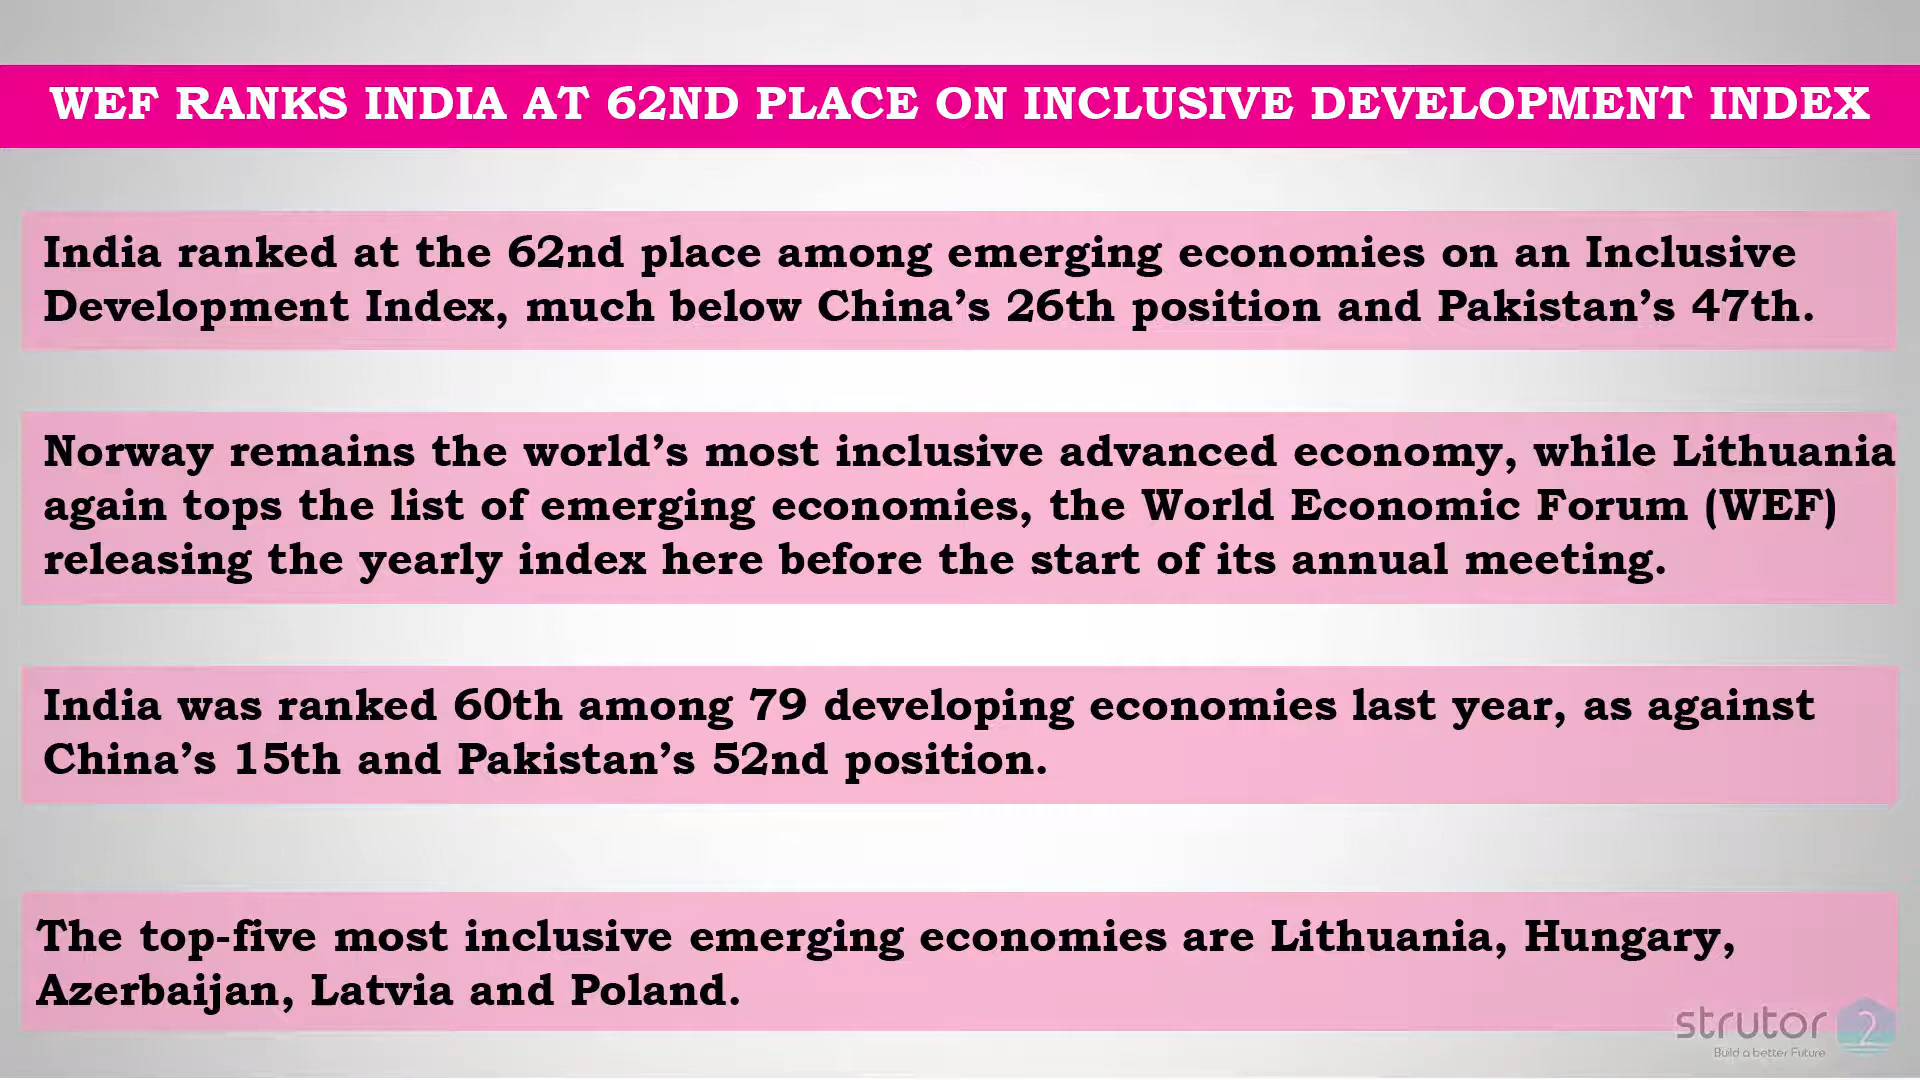 WEF RANKS INDIA AT 62ND PLACE ON INCLUSIVE DEVELOPMENT INDEX
India ranked at the 62nd place among emerging economies on an Inclusive
Development Index, much below China’s 26th position and Pakistan’s 47th.
Norway remains the world’s most inclusive advanced economy, while Lithuania
again tops the list of emerging economies, the World Economic Forum (WEF)
releasing the yearly index here before the start of its annual meeting.
India was ranked 60th among 79 developing economies last year, as against
China’s 15th and Pakistan’s 52nd position.
The top-five most inclusive emerging economies are Lithuania, Hungary,
Azerbaijan, Latvia and Poland.
strutor 2
Build a better Future